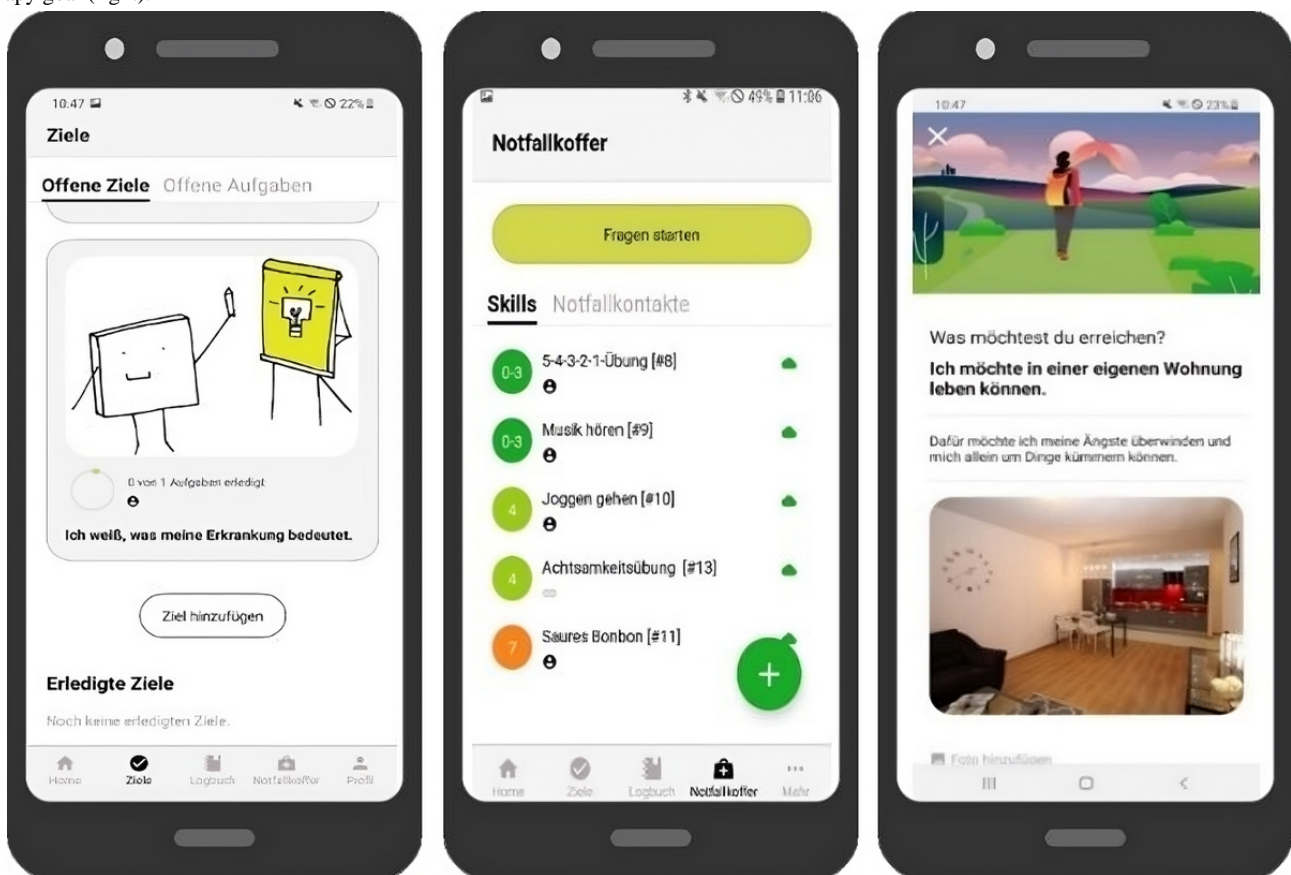 10:47 22%
Ziele
Offene Ziele Offene Aufgaben
0 von 1 Aufgaben erledigt
Ich weiß, was meine Erkrankung bedeutet.
Ziel hinzufügen
Erledigte Ziele
Noch keine erledigten Ziele.
Home Ziele Logbuch Notfallkoffer Profil
49% 11:06
Notfallkoffer
Fragen starten
Skills Notfallkontakte
0-3 5-4-3-2-1-Übung [#8]
0-3 Musik hören [#9]
4 Joggen gehen [#10]
4 Achtsamkeitsübung [#13]
7 Saures Bonbon [#11]
+
Home Ziele Logbuch Notfallkoffer Mehr
10:47 23%
Was möchtest du erreichen?
Ich möchte in einer eigenen Wohnung
leben können.
Dafür möchte ich meine Ängste überwinden und
mich allein um Dinge kümmern können.
Foto hinzufügen